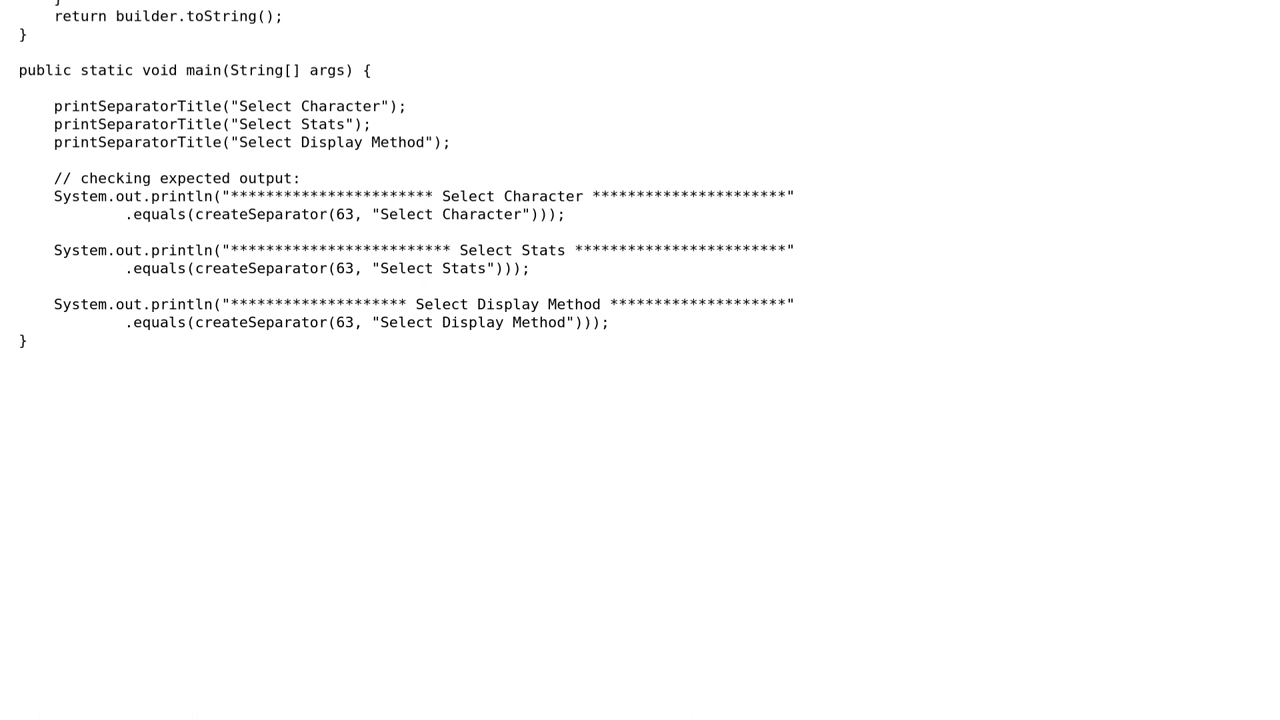 }
    return builder.toString();
}
public static void main(String[] args) {
    printSeparatorTitle("Select Character");
    printSeparatorTitle("Select Stats");
    printSeparatorTitle("Select Display Method");
    // checking expected output:
    System.out.println("*********************** Select Character **********************"
            .equals(createSeparator(63, "Select Character")));
    System.out.println("************************* Select Stats ************************"
            .equals(createSeparator(63, "Select Stats")));
    System.out.println("******************** Select Display Method ********************"
            .equals(createSeparator(63, "Select Display Method")));
}